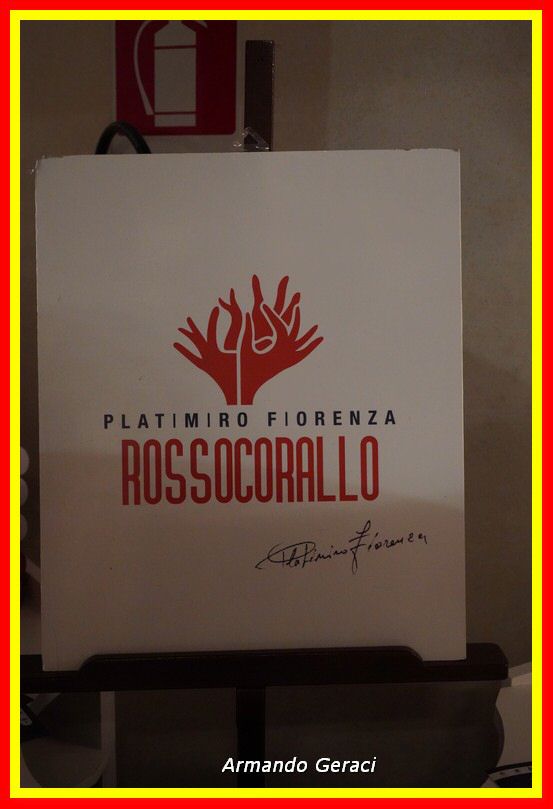 PLATIMIRO FIORENZA
ROSSOCORALLO
Platimiro Fiorenza
Armando Geraci